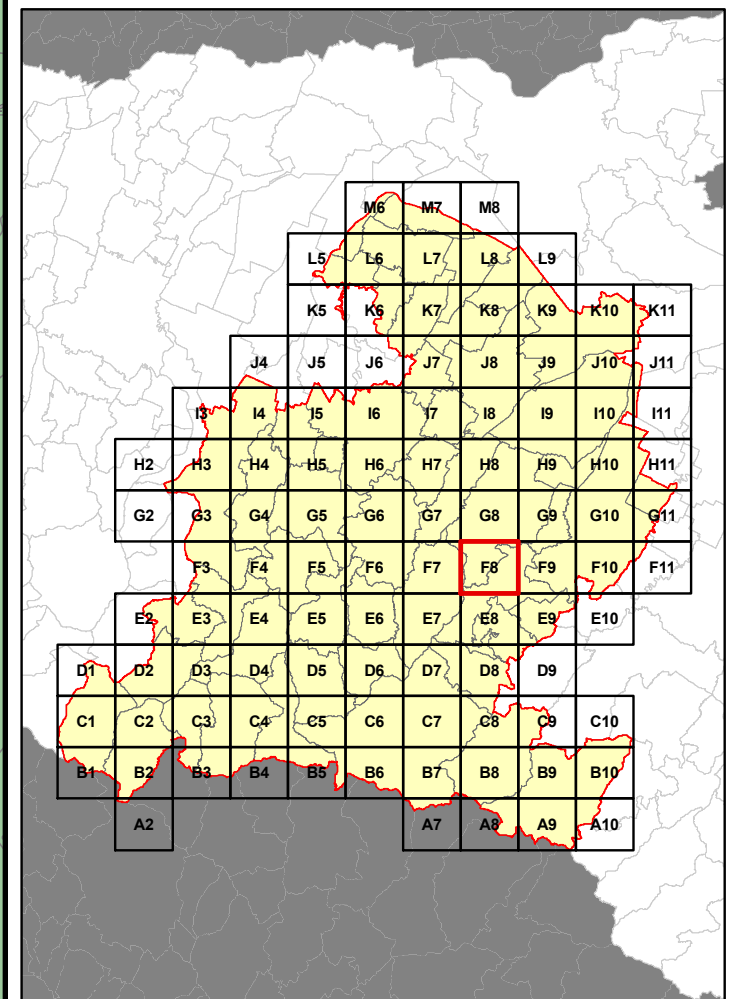 M6 M7 M8
L5 L6 L7 L8 L9
K5 K6 K7 K8 K9 K10 K11
J4 J5 J6 J7 J8 J9 J10 J11
I3 I4 I5 I6 I7 I8 I9 I10 I11
H2 H3 H4 H5 H6 H7 H8 H9 H10 H11
G2 G3 G4 G5 G6 G7 G8 G9 G10 G11
F3 F4 F5 F6 F7 F8 F9 F10 F11
E2 E3 E4 E5 E6 E7 E8 E9 E10
D1 D2 D3 D4 D5 D6 D7 D8 D9
C1 C2 C3 C4 C5 C6 C7 C8 C9 C10
B1 B2 B3 B4 B5 B6 B7 B8 B9 B10
A2 A7 A8 A9 A10